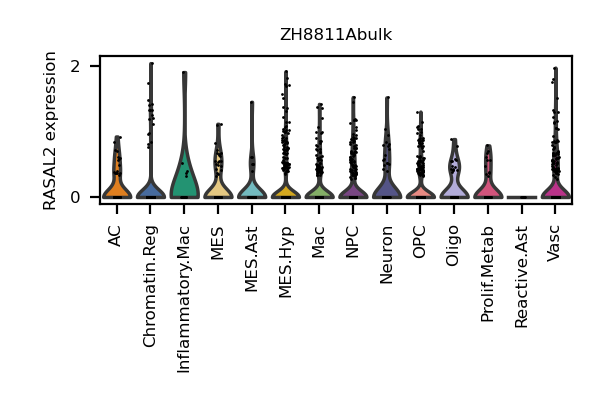 ZH8811Abulk
RASAL2 expression
2
0
AC
Chromatin.Reg
Inflammatory.Mac
MES
MES.Ast
MES.Hyp
Mac
NPC
Neuron
OPC
Oligo
Prolif.Metab
Reactive.Ast
Vasc